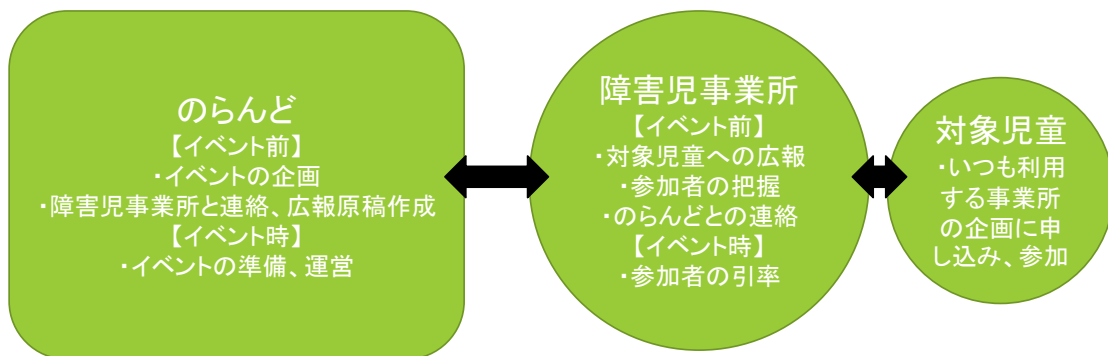 のらんど
【イベント前】
・イベントの企画
・障害児事業所と連絡、広報原稿作成
【イベント時】
・イベントの準備、運営
障害児事業所
【イベント前】
・対象児童への広報
・参加者の把握
・のらんどとの連絡
【イベント時】
・参加者の引率
対象児童
・いつも利用
する事業所
の企画に申
し込み、参加